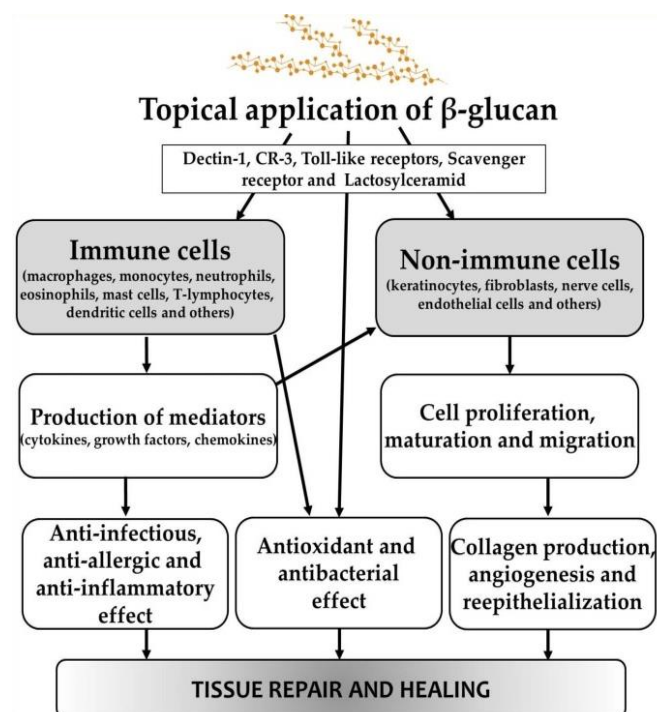 Topical application of β-glucan
Dectin-1, CR-3, Toll-like receptors, Scavenger
receptor and Lactosylceramid
Immune cells
(macrophages, monocytes, neutrophils,
eosinophils, mast cells, T-lymphocytes,
dendritic cells and others)
Non-immune cells
(keratinocytes, fibroblasts, nerve cells,
endothelial cells and others)
Production of mediators
(cytokines, growth factors, chemokines)
Cell proliferation,
maturation and migration
Anti-infectious,
anti-allergic and
anti-inflammatory
effect
Antioxidant and
antibacterial
effect
Collagen production,
angiogenesis and
reepithelialization
TISSUE REPAIR AND HEALING